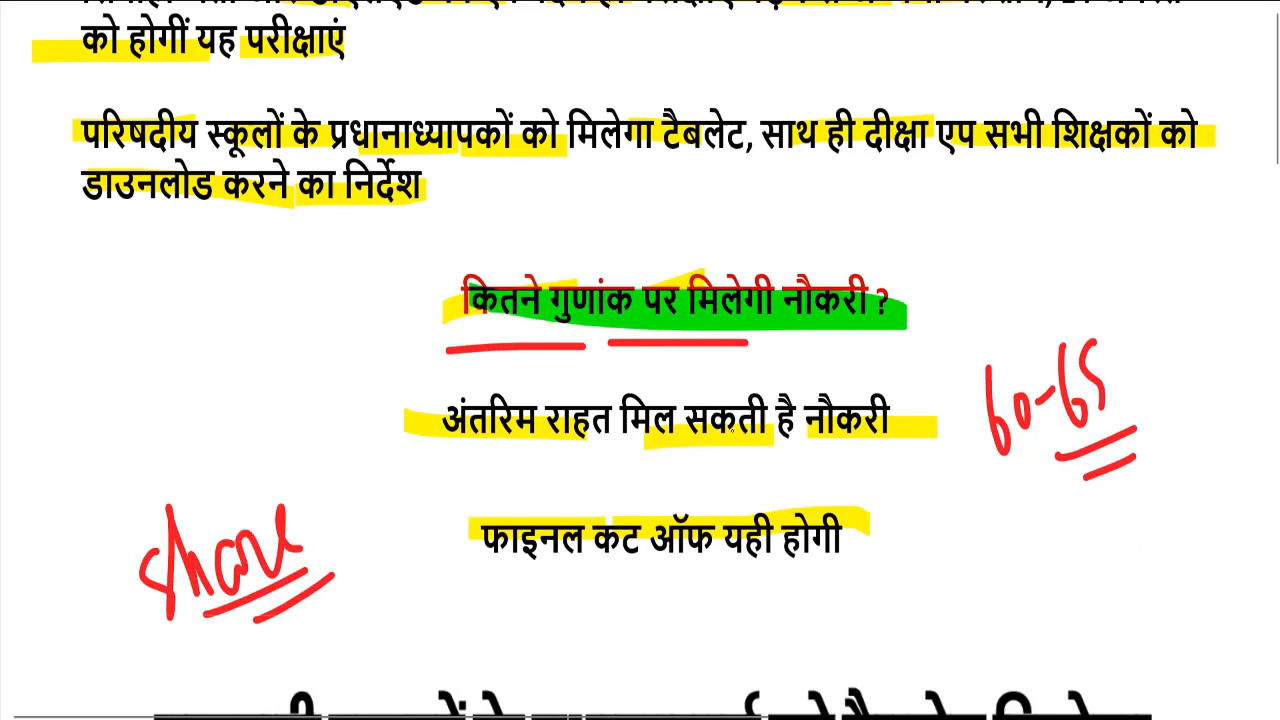 को होगीं यह परीक्षाएं
परिषदीय स्कूलों के प्रधानाध्यापकों को मिलेगा टैबलेट, साथ ही दीक्षा एप सभी शिक्षकों को
डाउनलोड करने का निर्देश
कितने गुणांक पर मिलेगी नौकरी ?
अंतरिम राहत मिल सकती है नौकरी
60-65
फाइनल कट ऑफ यही होगी
share